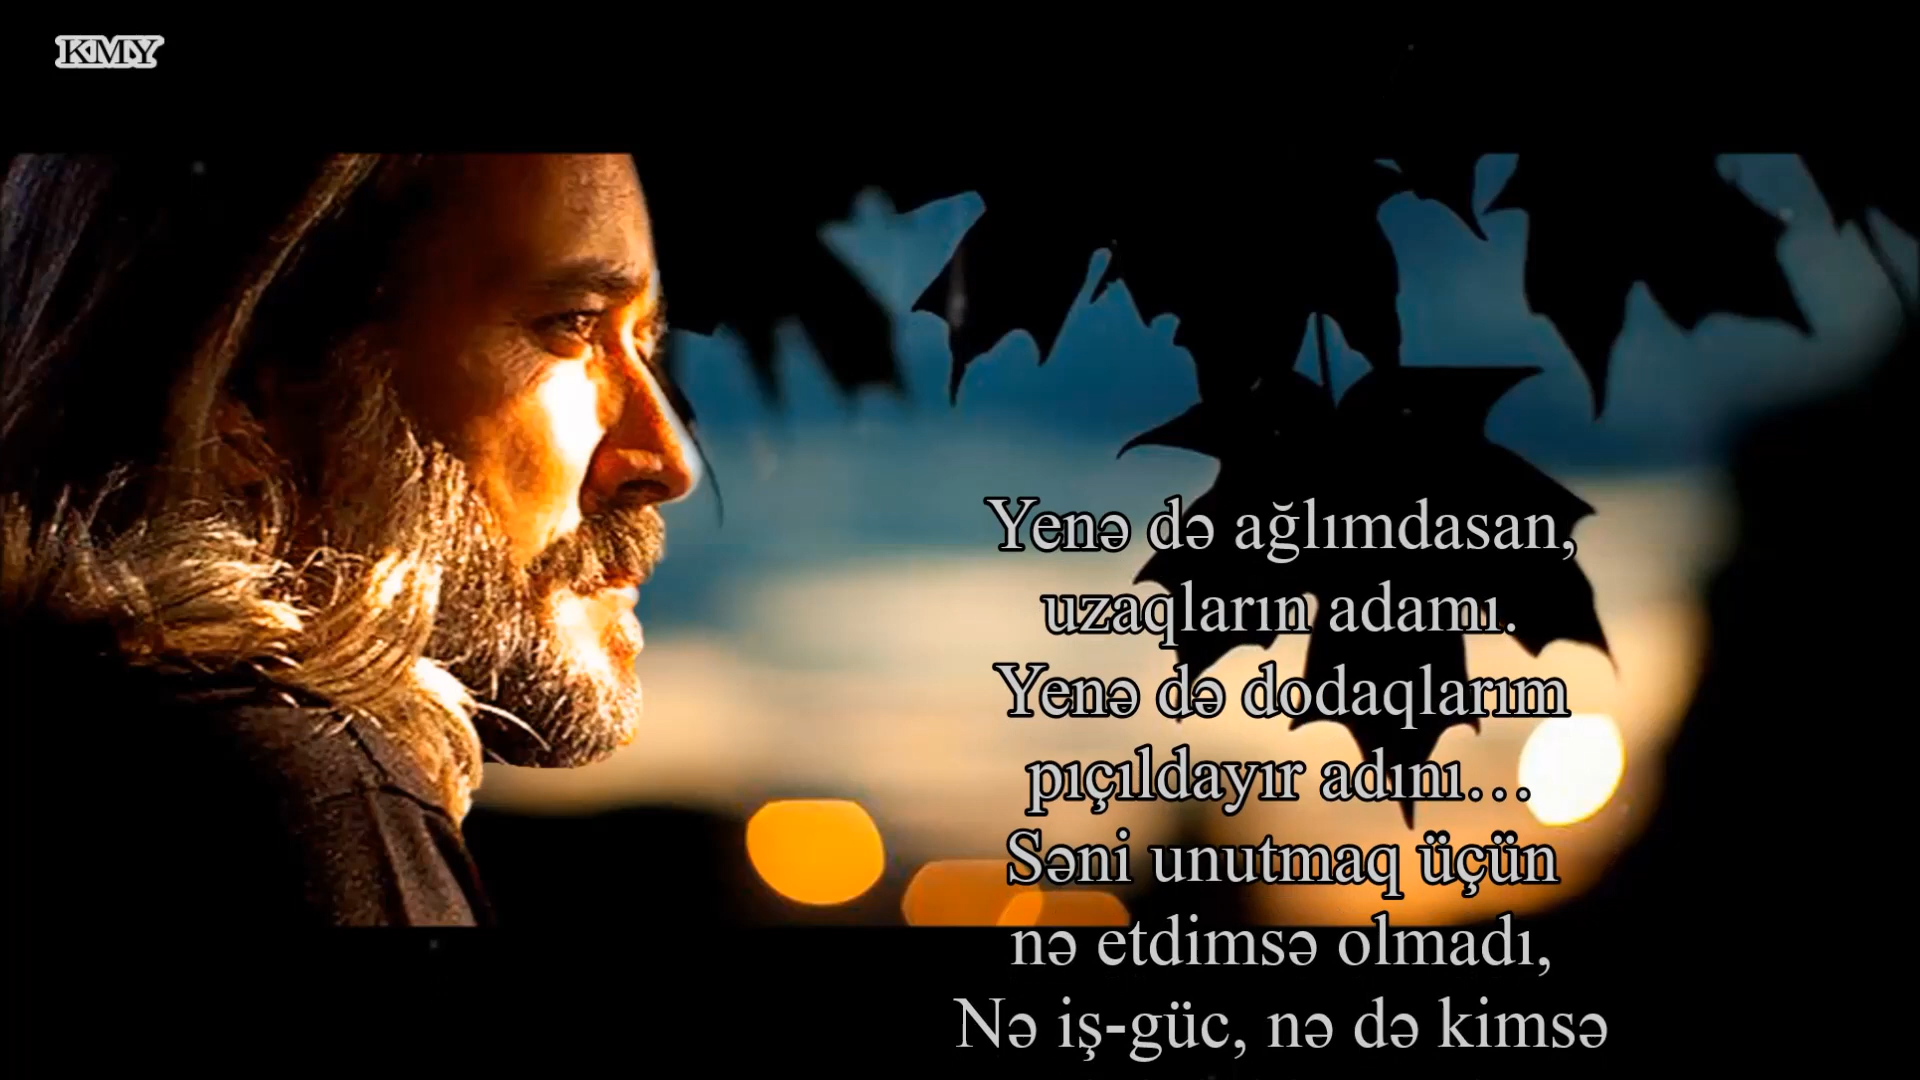 KMY
Yenə də ağlımdasan,
uzaqların adamı.
Yenə də dodaqlarım
pıçıldayır adını...
Səni unutmaq üçün
nə etdimsə olmadı,
Nə iş-güc, nə də kimsə